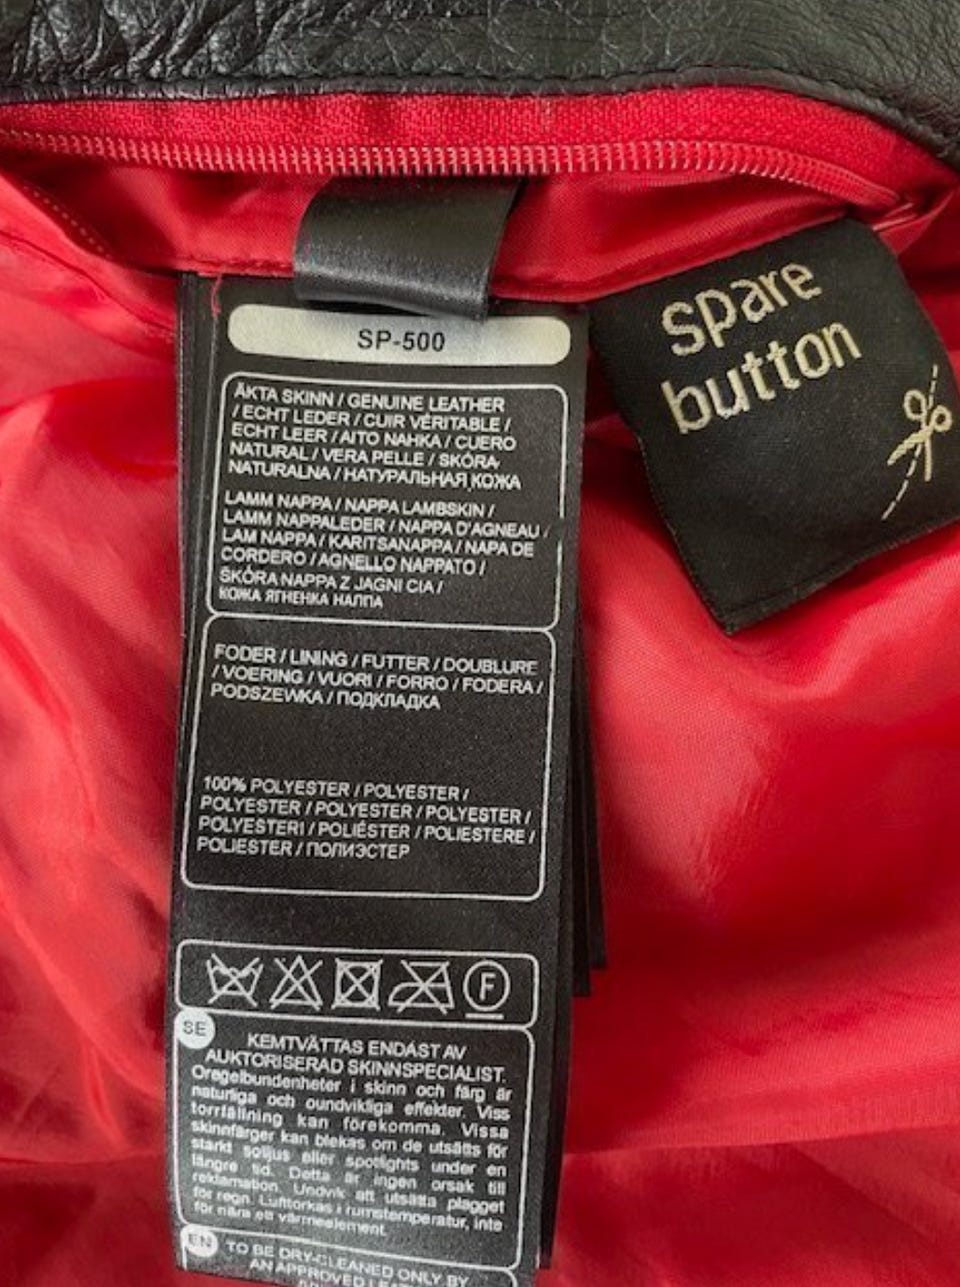 SP-500
spare
button
ÄKTA SKINN / GENUINE LEATHER
/ ECHT LEDER / CUIR VÉRITABLE /
ECHT LEER / AITO NAHKA / CUERO
NATURAL / VERA PELLE / SKÓRA
NATURALNA / НАТУРАЛЬНАЯ КОЖА
LAMM NAPPA / NAPPA LAMBSKIN /
LAMM NAPPALEDER / NAPPA D'AGNEAU /
LAM NAPPA / KARITSANAPPA / NAPA DE
CORDERO / AGNELLO NAPPATO /
SKÓRA NAPPA Z JAGNI CIA /
КОЖА ЯГНЕНКА НАППА
FODER / LINING / FUTTER / DOUBLURE
/ VOERING / VUORI / FORRO / FODERA /
PODSZEWKA / ПОДКЛАДКА
100% POLYESTER / POLYESTER /
POLYESTER / POLYESTER / POLYESTER /
POLYESTERI / POLIÉSTER / POLIESTERE /
POLIESTER / ПОЛИЭСТЕР
F
SE
KEMTVÄTTAS ENDAST AV
AUKTORISERAD SKINNSPECIALIST.
Oregelbundenheter i skinn och färg är
naturliga och oundvikliga effekter. Viss
torrfällning kan förekomma. Vissa
skinnfärger kan blekas om de utsätts för
starkt solljus eller spotlights under en
längre tid. Detta är ingen orsak till
reklamation. Undvik att utsätta plagget
för regn. Lufttorkas i rumstemperatur, inte
för nära ett värmeelement.
EN
TO BE DRY-CLEANED ONLY BY
AN APPROVED